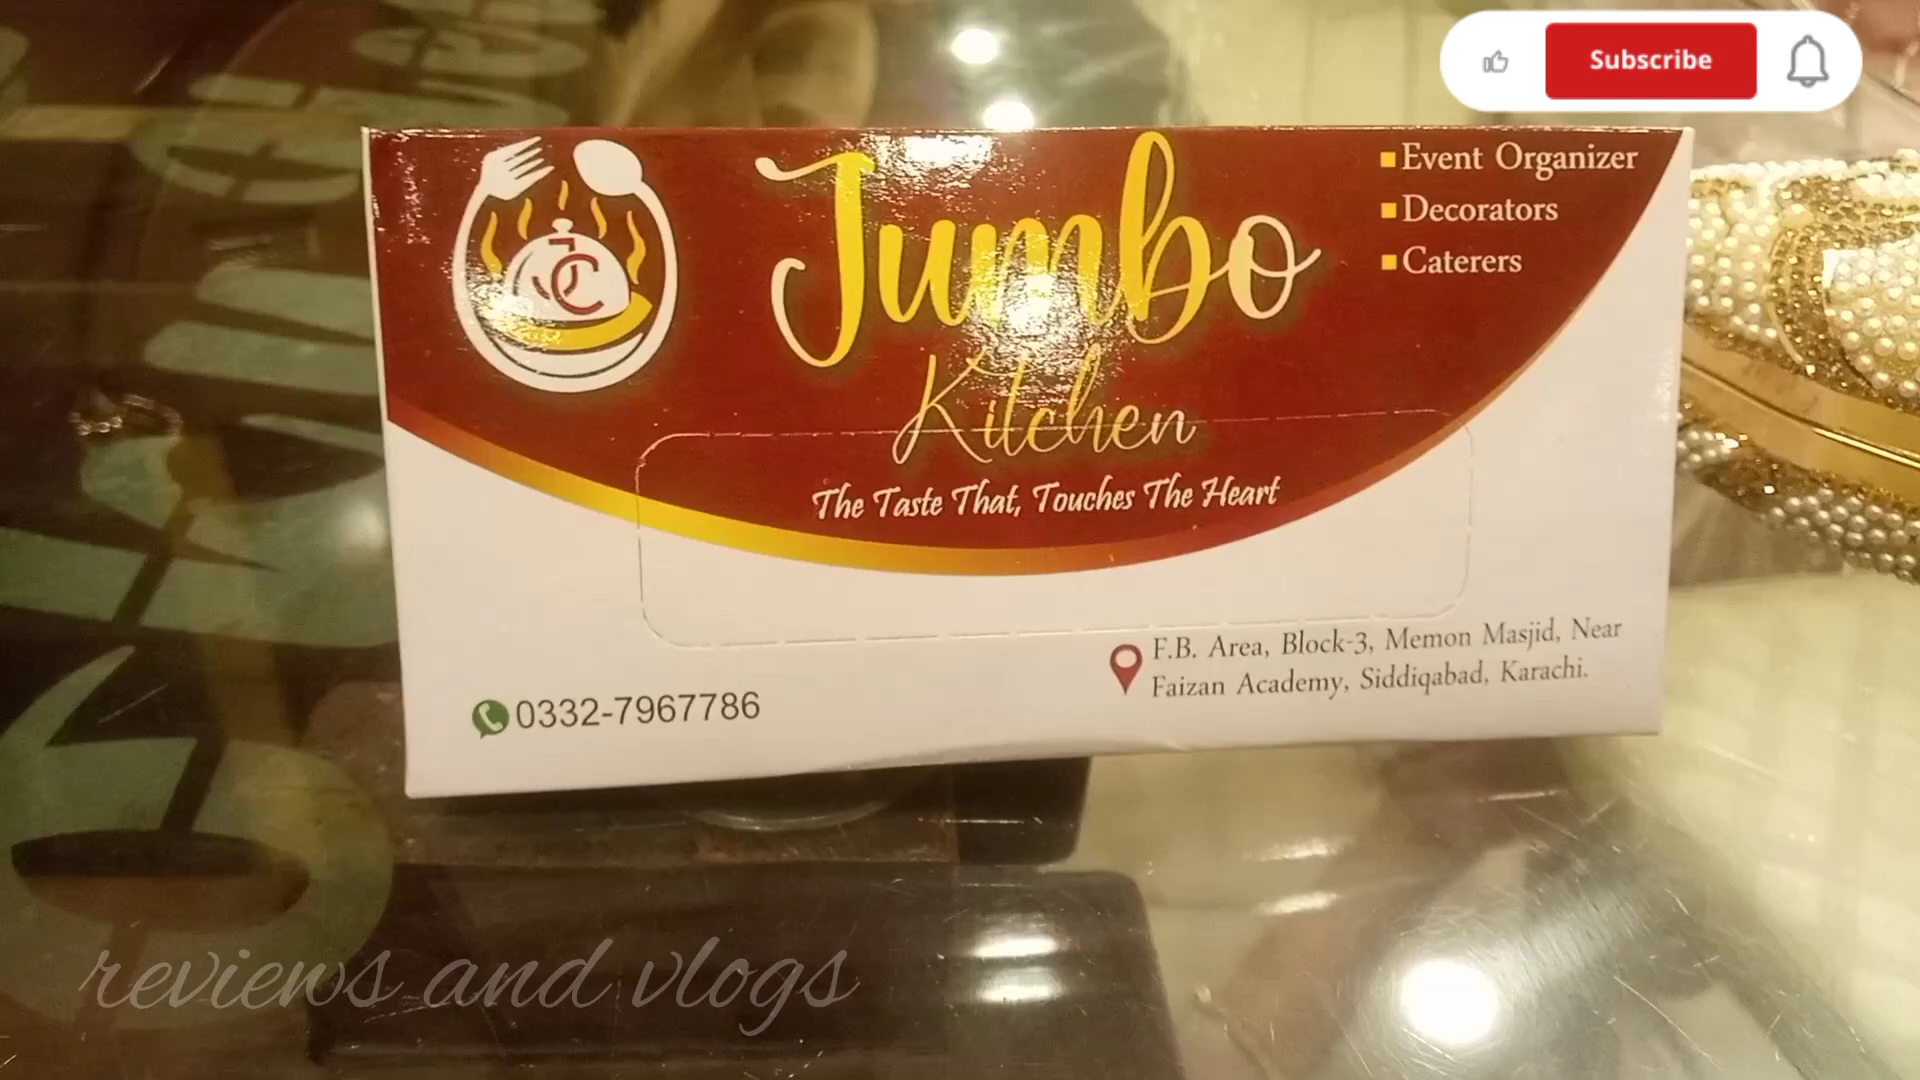 Subscribe
Jumbo
Kitchen
The Taste That, Touches The Heart
Event Organizer
Decorators
Caterers
0332-7967786
F.B. Area, Block-3, Memon Masjid, Near
Faizan Academy, Siddiqabad, Karachi.
reviews and vlogs